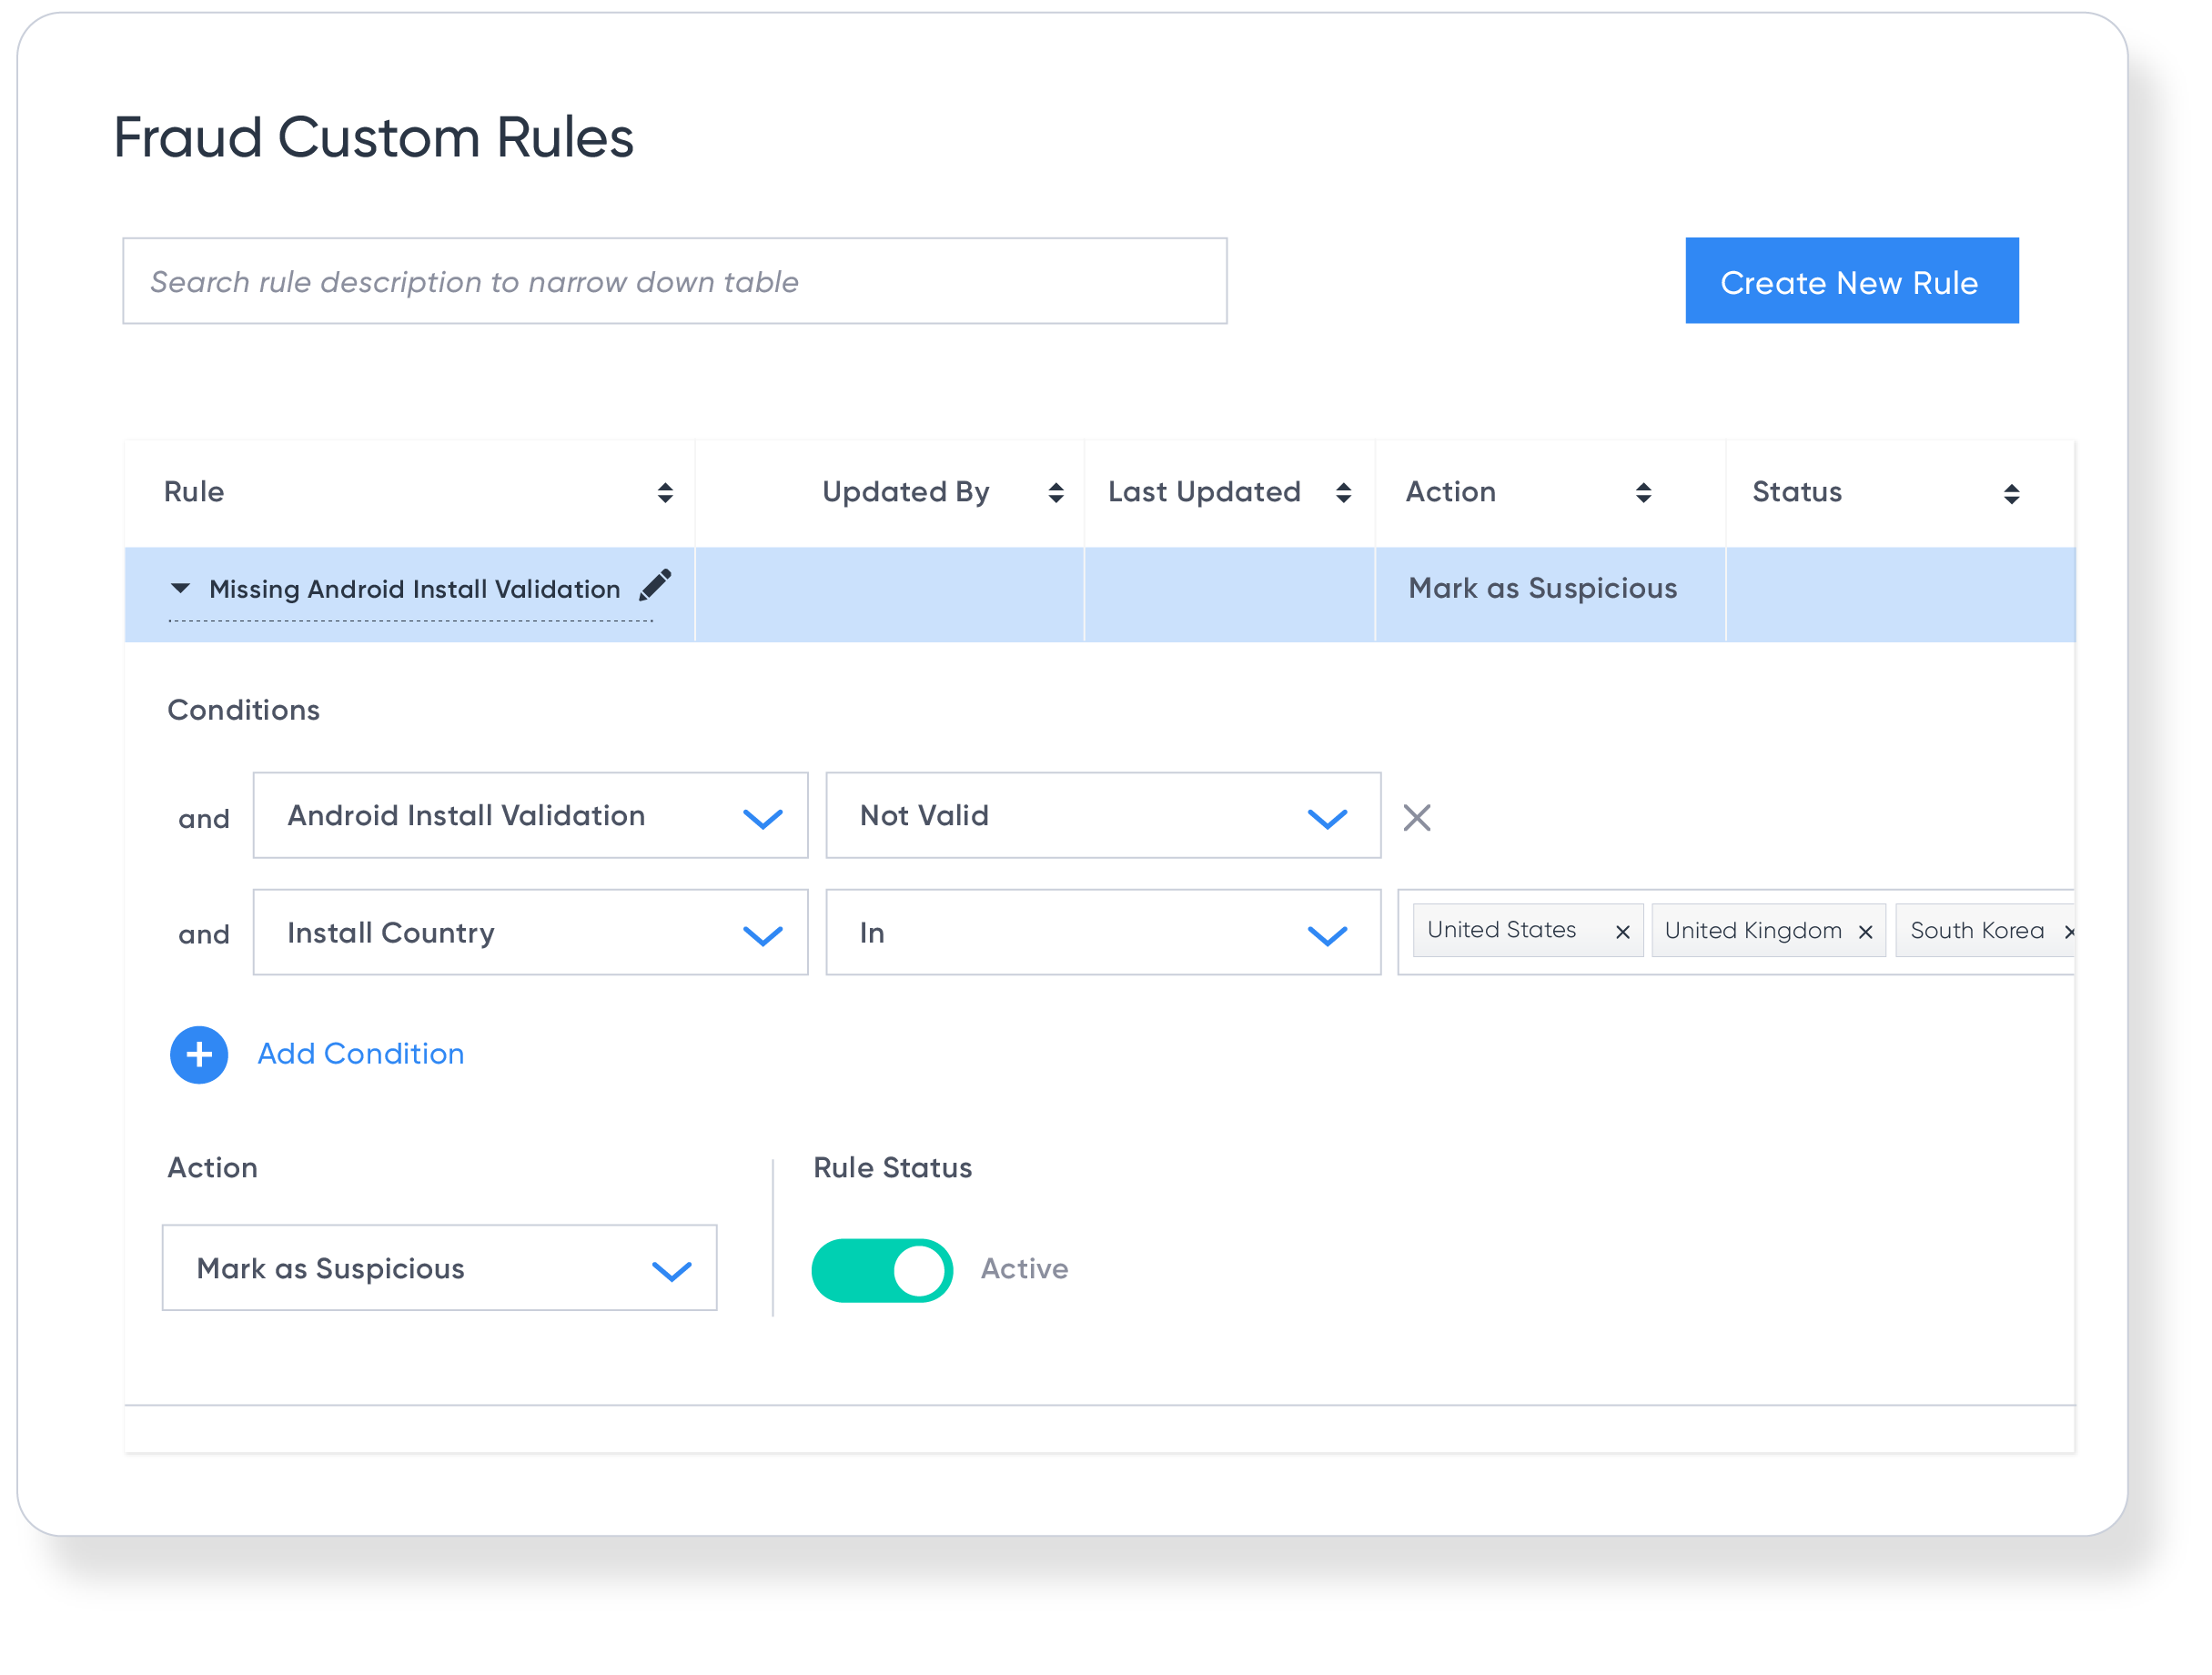 Fraud Custom Rules
Search rule description to narrow down table
Create New Rule
Rule Updated By Last Updated Action Status
Missing Android Install Validation Mark as Suspicious
Conditions
and Android Install Validation Not Valid
and Install Country In United States United Kingdom South Korea
Add Condition
Action Rule Status
Mark as Suspicious Active